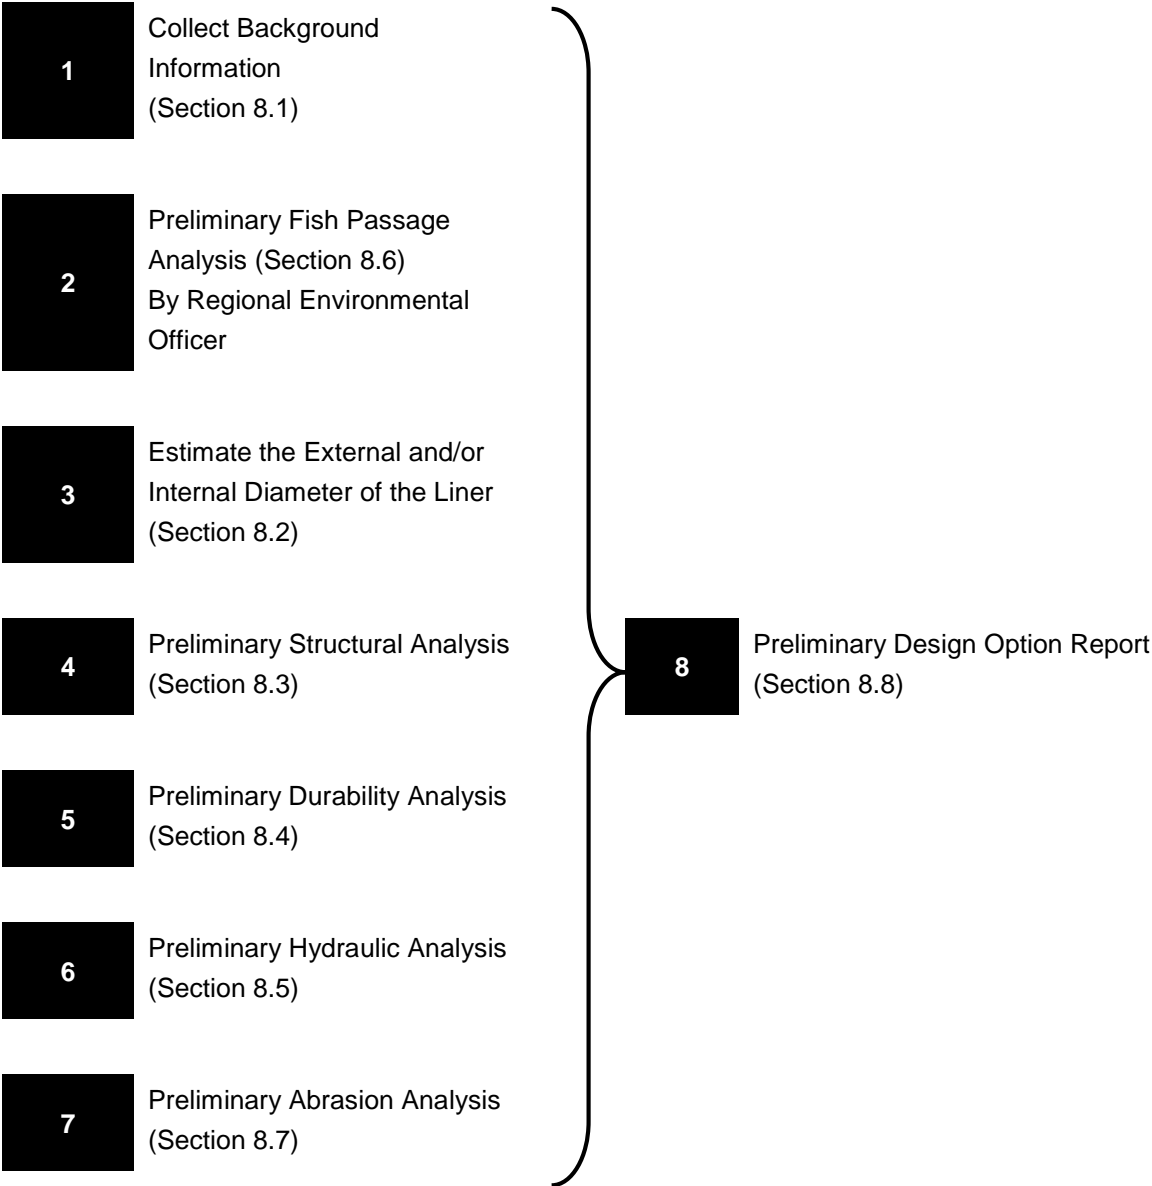 1
Collect Background
Information
(Section 8.1)
2
Preliminary Fish Passage
Analysis (Section 8.6)
By Regional Environmental
Officer
3
Estimate the External and/or
Internal Diameter of the Liner
(Section 8.2)
4
Preliminary Structural Analysis
(Section 8.3)
5
Preliminary Durability Analysis
(Section 8.4)
6
Preliminary Hydraulic Analysis
(Section 8.5)
7
Preliminary Abrasion Analysis
(Section 8.7)
8
Preliminary Design Option Report
(Section 8.8)